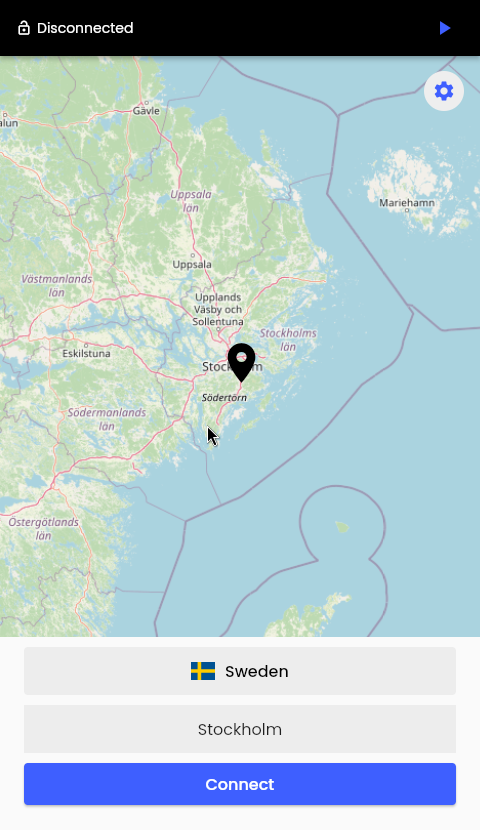 Disconnected
Gävle
alun
Uppsala
län
Mariehamn
Uppsala
Västmanlands
län
Upplands
Väsby och
Sollentuna
Stockholms
län
Eskilstuna
Södertörn
Södermanlands
län
Östergötlands
län
Sweden
Stockholm
Connect